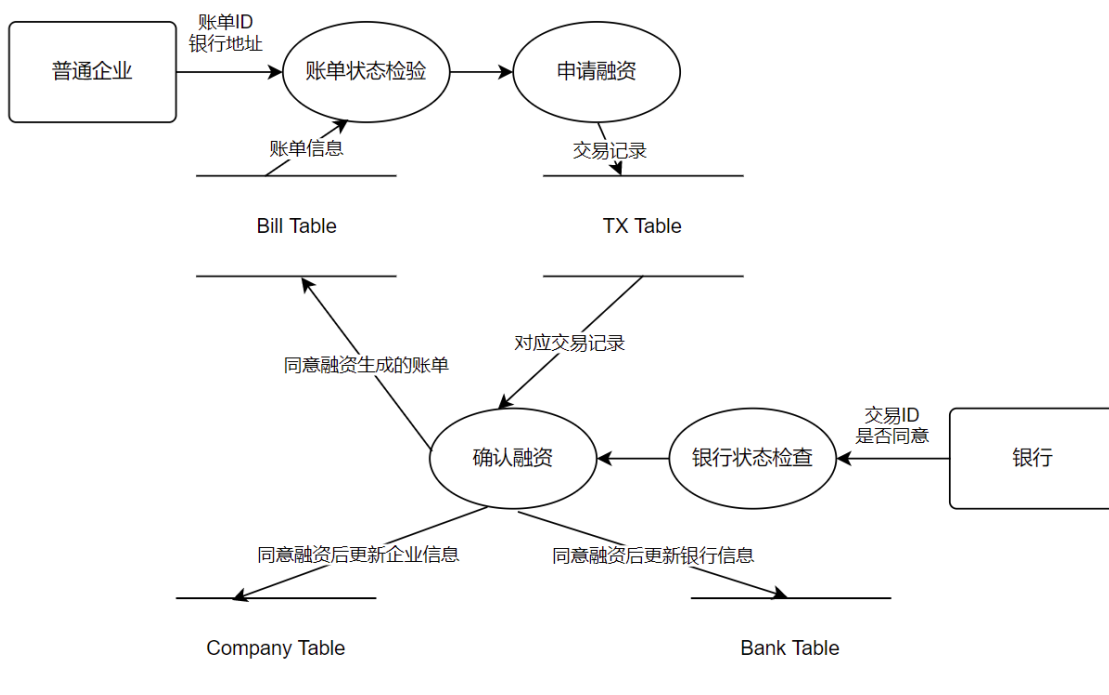 账单ID
银行地址
普通企业
账单状态检验
申请融资
账单信息
交易记录
Bill Table
TX Table
对应交易记录
同意融资生成的账单
交易ID
是否同意
确认融资
银行状态检查
银行
同意融资后更新企业信息
同意融资后更新银行信息
Company Table
Bank Table